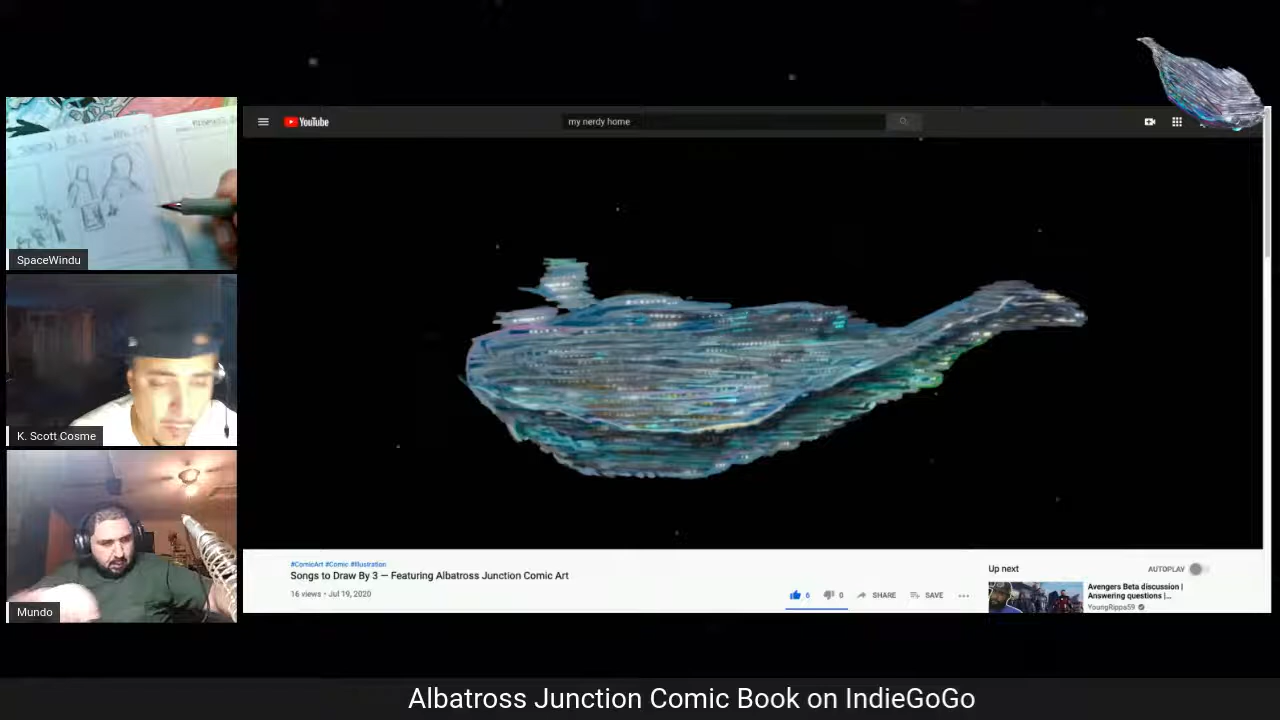 YouTube
my nerdy home
SpaceWindu
K. Scott Cosme
Mundo
#ComicArt #Comic #Illustration
Songs to Draw By 3 — Featuring Albatross Junction Comic Art
16 views • Jul 19, 2020
6
0
SHARE
SAVE
Up next
AUTOPLAY
Avengers Beta discussion |
Answering questions |...
YoungRippa59
Albatross Junction Comic Book on IndieGoGo